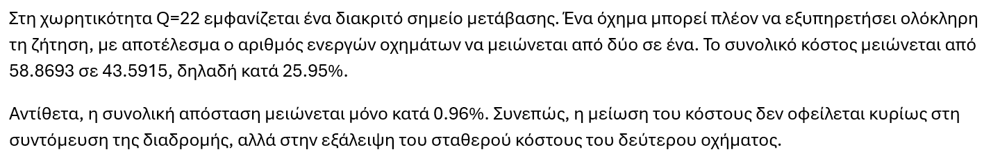 Στη χωρητικότητα Q=22 εμφανίζεται ένα διακριτό σημείο μετάβασης. Ένα όχημα μπορεί πλέον να εξυπηρετήσει ολόκληρη
τη ζήτηση, με αποτέλεσμα ο αριθμός ενεργών οχημάτων να μειώνεται από δύο σε ένα. Το συνολικό κόστος μειώνεται από
58.8693 σε 43.5915, δηλαδή κατά 25.95%.
Αντίθετα, η συνολική απόσταση μειώνεται μόνο κατά 0.96%. Συνεπώς, η μείωση του κόστους δεν οφείλεται κυρίως στη
συντόμευση της διαδρομής, αλλά στην εξάλειψη του σταθερού κόστους του δεύτερου οχήματος.